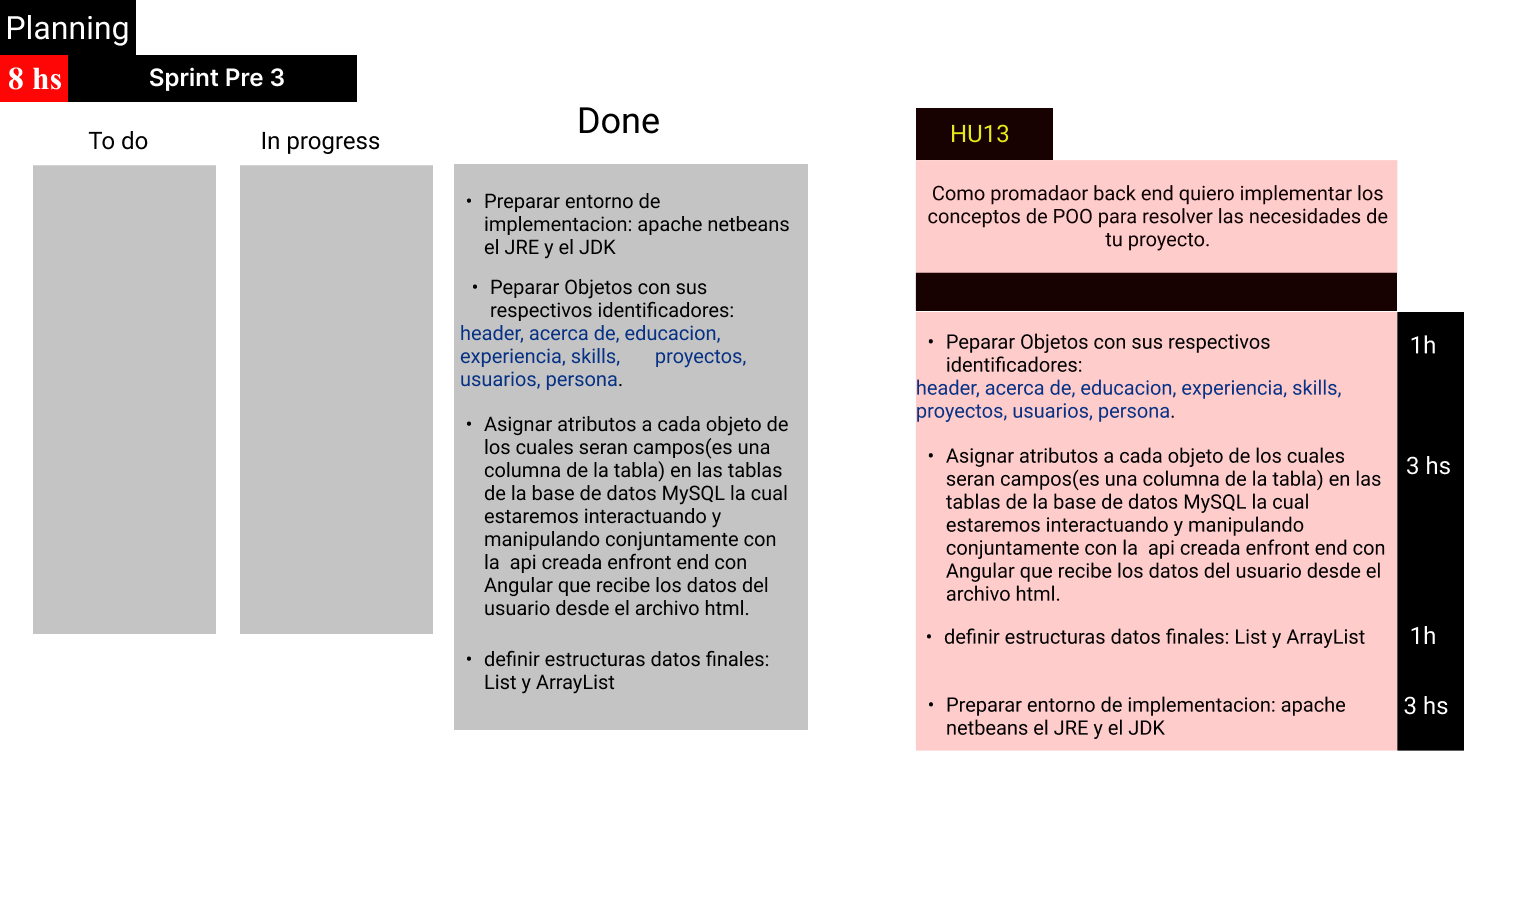 Planning
8 hs
Sprint Pre 3
To do
In progress
Done
• Preparar entorno de
implementacion: apache netbeans
el JRE y el JDK
• Peparar Objetos con sus
respectivos identificadores:
header, acerca de, educacion,
experiencia, skills, proyectos,
usuarios, persona.
• Asignar atributos a cada objeto de
los cuales seran campos(es una
columna de la tabla) en las tablas
de la base de datos MySQL la cual
estaremos interactuando y
manipulando conjuntamente con
la api creada enfront end con
Angular que recibe los datos del
usuario desde el archivo html.
• definir estructuras datos finales:
List y ArrayList
HU13
Como promadaor back end quiero implementar los
conceptos de POO para resolver las necesidades de
tu proyecto.
• Peparar Objetos con sus respectivos
identificadores:
header, acerca de, educacion, experiencia, skills,
proyectos, usuarios, persona.
1h
• Asignar atributos a cada objeto de los cuales
seran campos(es una columna de la tabla) en las
tablas de la base de datos MySQL la cual
estaremos interactuando y manipulando
conjuntamente con la api creada enfront end con
Angular que recibe los datos del usuario desde el
archivo html.
3 hs
• definir estructuras datos finales: List y ArrayList
1h
• Preparar entorno de implementacion: apache
netbeans el JRE y el JDK
3 hs